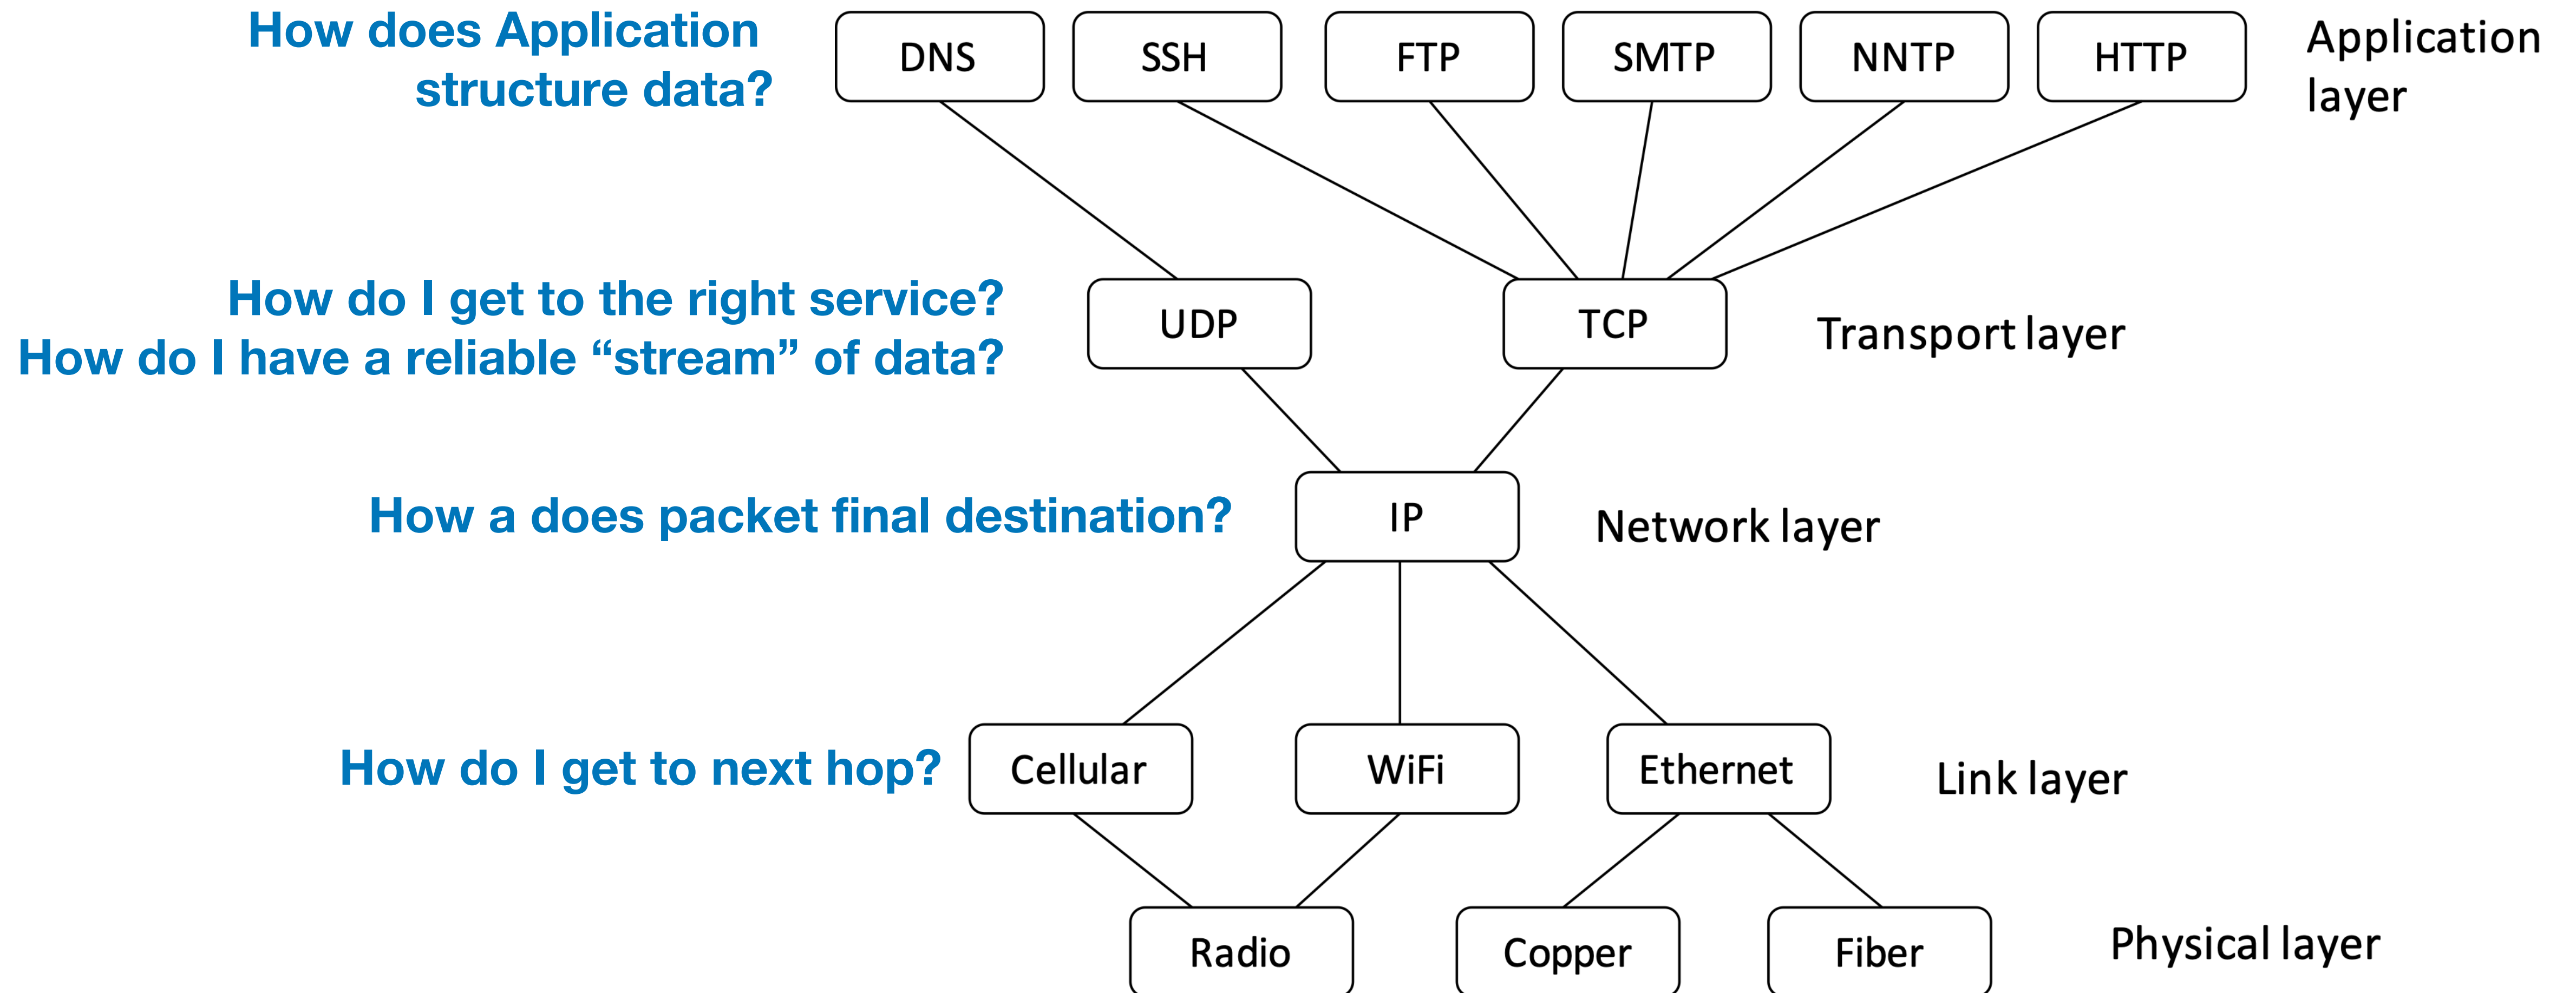 How does Application
structure data?
DNS
SSH
FTP
SMTP
NNTP
HTTP
Application
layer
How do I get to the right service?
How do I have a reliable “stream” of data?
UDP
TCP
Transport layer
How a does packet final destination?
IP
Network layer
How do I get to next hop?
Cellular
WiFi
Ethernet
Link layer
Radio
Copper
Fiber
Physical layer